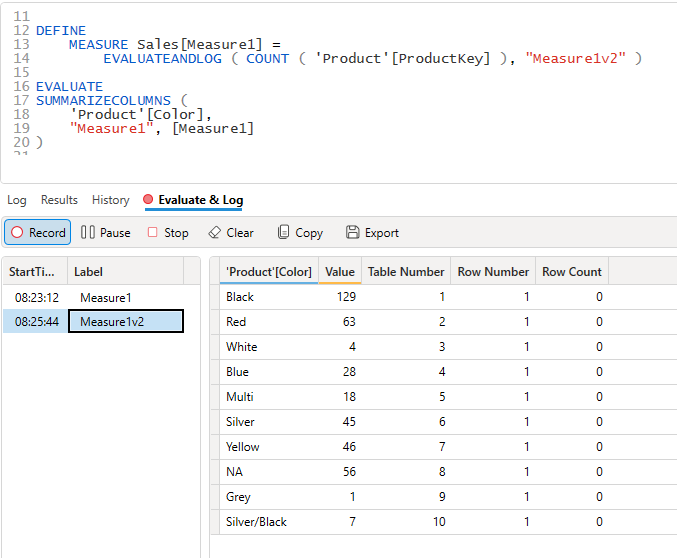 11
12 DEFINE
13 MEASURE Sales[Measure1] =
14 EVALUATEANDLOG ( COUNT ( 'Product'[ProductKey] ), "Measure1v2" )
15
16 EVALUATE
17 SUMMARIZECOLUMNS (
18 'Product'[Color],
19 "Measure1", [Measure1]
20 )
21
Log Results History Evaluate & Log
Record Pause Stop Clear Copy Export
StartTi... Label
08:23:12 Measure1
08:25:44 Measure1v2
'Product'[Color] Value Table Number Row Number Row Count
Black 129 1 1 0
Red 63 2 1 0
White 4 3 1 0
Blue 28 4 1 0
Multi 18 5 1 0
Silver 45 6 1 0
Yellow 46 7 1 0
NA 56 8 1 0
Grey 1 9 1 0
Silver/Black 7 10 1 0